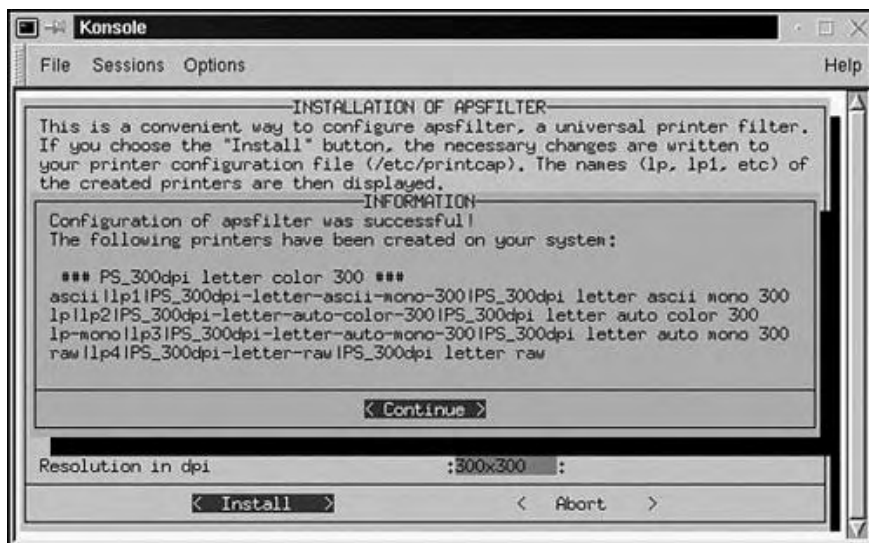 Konsole
File Sessions Options Help
INSTALLATION OF APSFILTER
This is a convenient way to configure apsfilter, a universal printer filter.
If you choose the "Install" button, the necessary changes are written to
your printer configuration file (/etc/printcap). The names (lp, lp1, etc) of
the created printers are then displayed.
INFORMATION
Configuration of apsfilter was successful!
The following printers have been created on your system:
### PS_300dpi letter color 300 ###
ascii|lp1|PS_300dpi-letter-ascii-mono-300|PS_300dpi letter ascii mono 300
lp|lp2|PS_300dpi-letter-auto-color-300|PS_300dpi letter auto color 300
lp-mono|lp3|PS_300dpi-letter-auto-mono-300|PS_300dpi letter auto mono 300
raw|lp4|PS_300dpi-letter-raw|PS_300dpi letter raw
< Continue >
Resolution in dpi :300x300 :
< Install > < Abort >